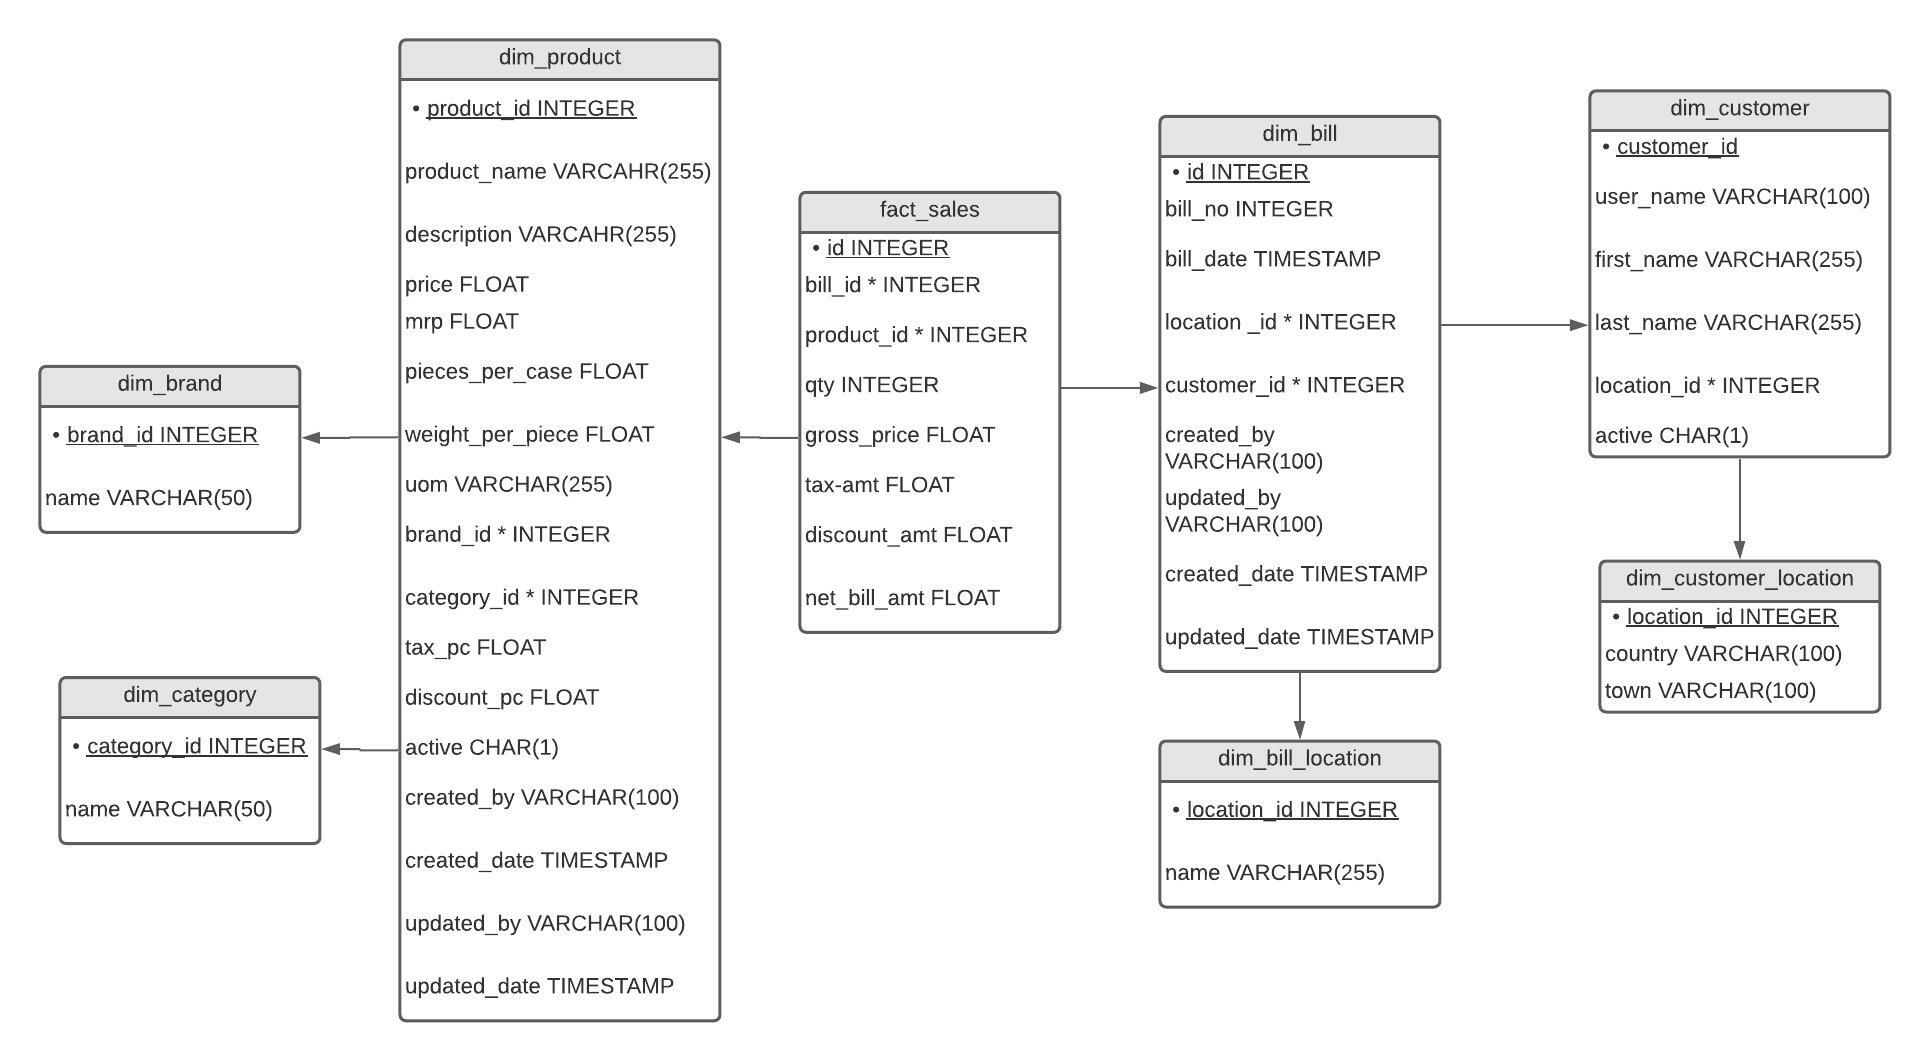 dim_product
• product_id INTEGER
product_name VARCAHR(255)
description VARCAHR(255)
price FLOAT
mrp FLOAT
pieces_per_case FLOAT
weight_per_piece FLOAT
uom VARCHAR(255)
brand_id * INTEGER
category_id * INTEGER
tax_pc FLOAT
discount_pc FLOAT
active CHAR(1)
created_by VARCHAR(100)
created_date TIMESTAMP
updated_by VARCHAR(100)
updated_date TIMESTAMP
dim_brand
• brand_id INTEGER
name VARCHAR(50)
dim_category
• category_id INTEGER
name VARCHAR(50)
fact_sales
• id INTEGER
bill_id * INTEGER
product_id * INTEGER
qty INTEGER
gross_price FLOAT
tax-amt FLOAT
discount_amt FLOAT
net_bill_amt FLOAT
dim_bill
• id INTEGER
bill_no INTEGER
bill_date TIMESTAMP
location _id * INTEGER
customer_id * INTEGER
created_by
VARCHAR(100)
updated_by
VARCHAR(100)
created_date TIMESTAMP
updated_date TIMESTAMP
dim_bill_location
• location_id INTEGER
name VARCHAR(255)
dim_customer
• customer_id
user_name VARCHAR(100)
first_name VARCHAR(255)
last_name VARCHAR(255)
location_id * INTEGER
active CHAR(1)
dim_customer_location
• location_id INTEGER
country VARCHAR(100)
town VARCHAR(100)